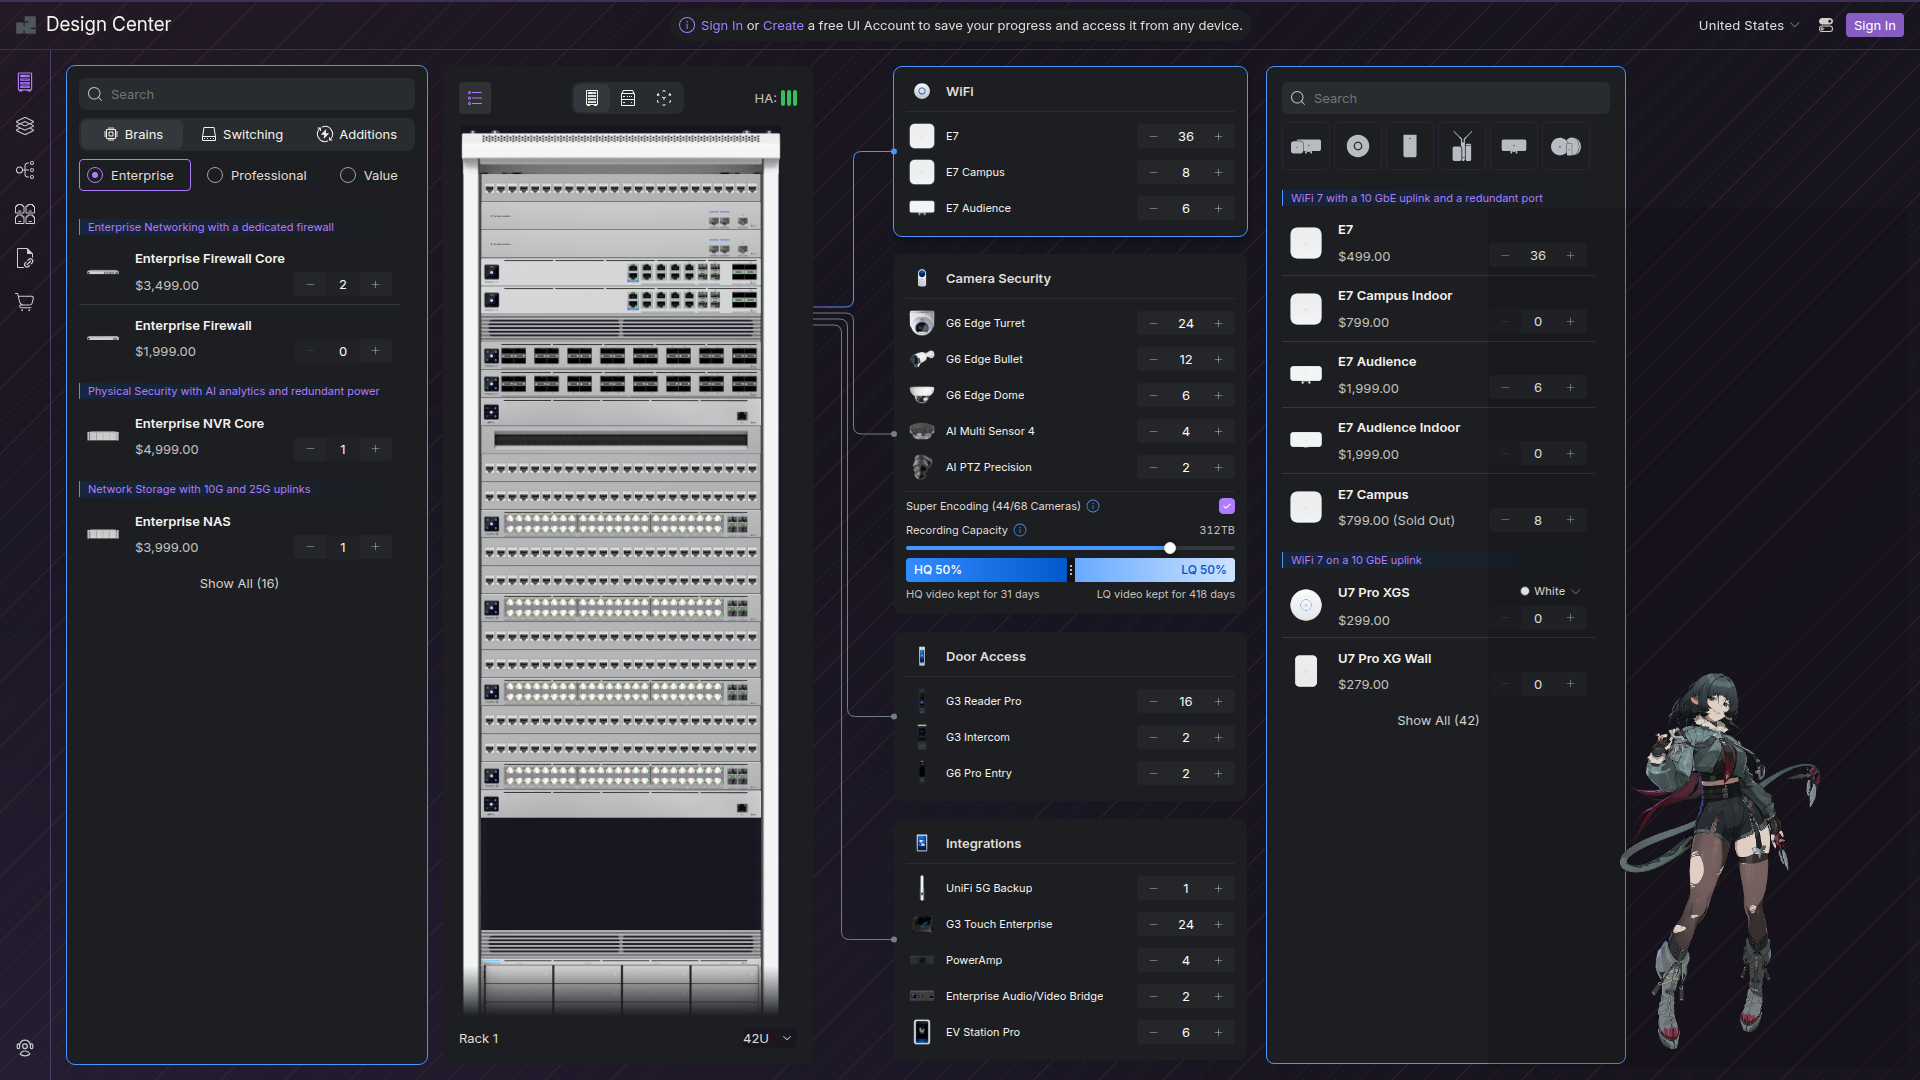 Design Center
Sign In or Create a free UI Account to save your progress and access it from any device.
United States
Sign In
Search
Brains
Switching
Additions
Enterprise
Professional
Value
Enterprise Networking with a dedicated firewall
Enterprise Firewall Core
$3,499.00
2
Enterprise Firewall
$1,999.00
0
Physical Security with AI analytics and redundant power
Enterprise NVR Core
$4,999.00
1
Network Storage with 10G and 25G uplinks
Enterprise NAS
$3,999.00
1
Show All (16)
HA:
Rack 1
42U
WiFi
E7
36
E7 Campus
8
E7 Audience
6
Camera Security
G6 Edge Turret
24
G6 Edge Bullet
12
G6 Edge Dome
6
AI Multi Sensor 4
4
AI PTZ Precision
2
Super Encoding (44/68 Cameras)
Recording Capacity
312TB
HQ 50%
LQ 50%
HQ video kept for 31 days
LQ video kept for 418 days
Door Access
G3 Reader Pro
16
G3 Intercom
2
G6 Pro Entry
2
Integrations
UniFi 5G Backup
1
G3 Touch Enterprise
24
PowerAmp
4
Enterprise Audio/Video Bridge
2
EV Station Pro
6
Search
WiFi 7 with a 10 GbE uplink and a redundant port
E7
$499.00
36
E7 Campus Indoor
$799.00
0
E7 Audience
$1,999.00
6
E7 Audience Indoor
$1,999.00
0
E7 Campus
$799.00 (Sold Out)
8
WiFi 7 on a 10 GbE uplink
U7 Pro XGS
White
$299.00
0
U7 Pro XG Wall
$279.00
0
Show All (42)